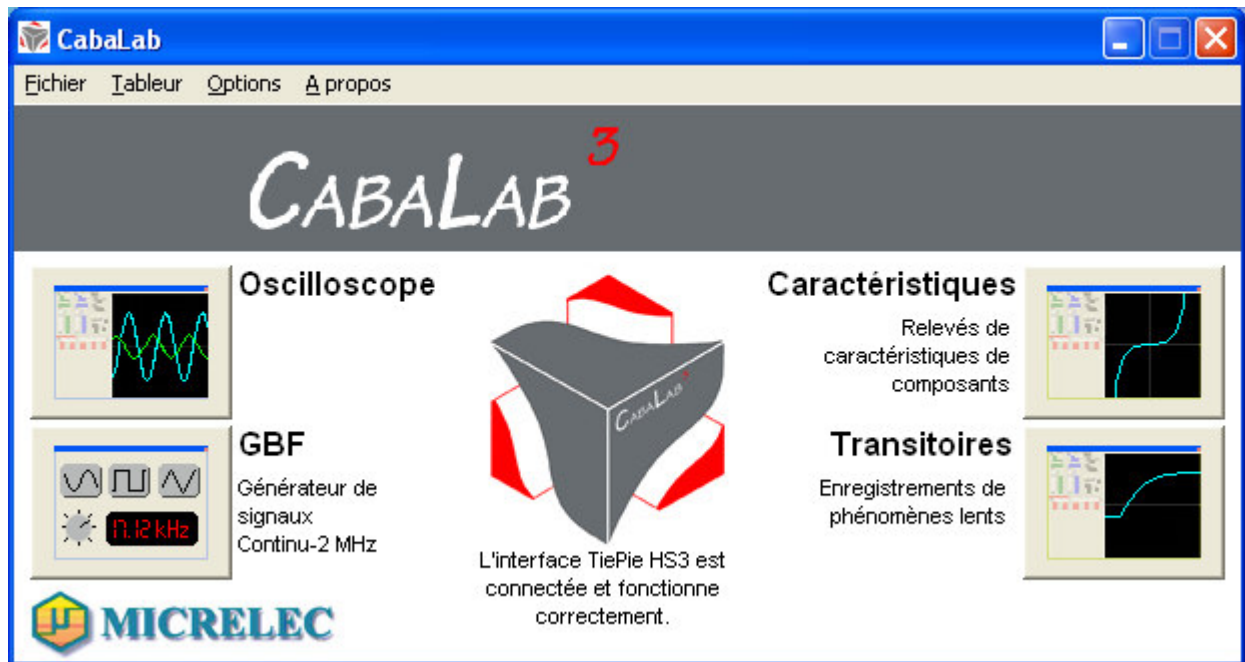 CabaLab
Fichier Tableur Options A propos
CABALAB 3
Oscilloscope
GBF
Générateur de
signaux
Continu-2 MHz
17.12 kHz
CABALAB 3
L'interface TiePie HS3 est
connectée et fonctionne
correctement.
Caractéristiques
Relevés de
caractéristiques de
composants
Transitoires
Enregistrements de
phénomènes lents
μ MICRELEC